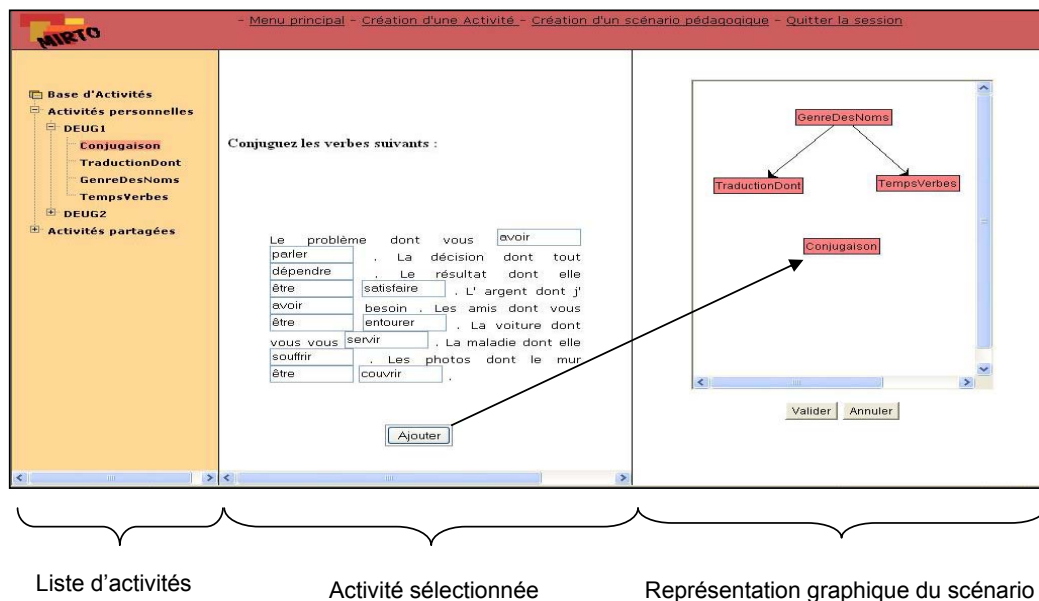 MIRTO
- Menu principal - Création d'une Activité - Création d'un scénario pédagogique - Quitter la session
Base d'Activités
Activités personnelles
DEUG1
Conjugaison
TraductionDont
GenreDesNoms
TempsVerbes
DEUG2
Activités partagées
Conjuguez les verbes suivants :
Le problème dont vous avoir
parler . La décision dont tout
dépendre . Le résultat dont elle
être satisfaire . L' argent dont j'
avoir besoin . Les amis dont vous
être entourer . La voiture dont
vous vous servir . La maladie dont elle
souffrir . Les photos dont le mur
être couvrir .
Ajouter
GenreDesNoms
TraductionDont TempsVerbes
Conjugaison
Valider Annuler
Liste d'activités Activité sélectionnée Représentation graphique du scénario